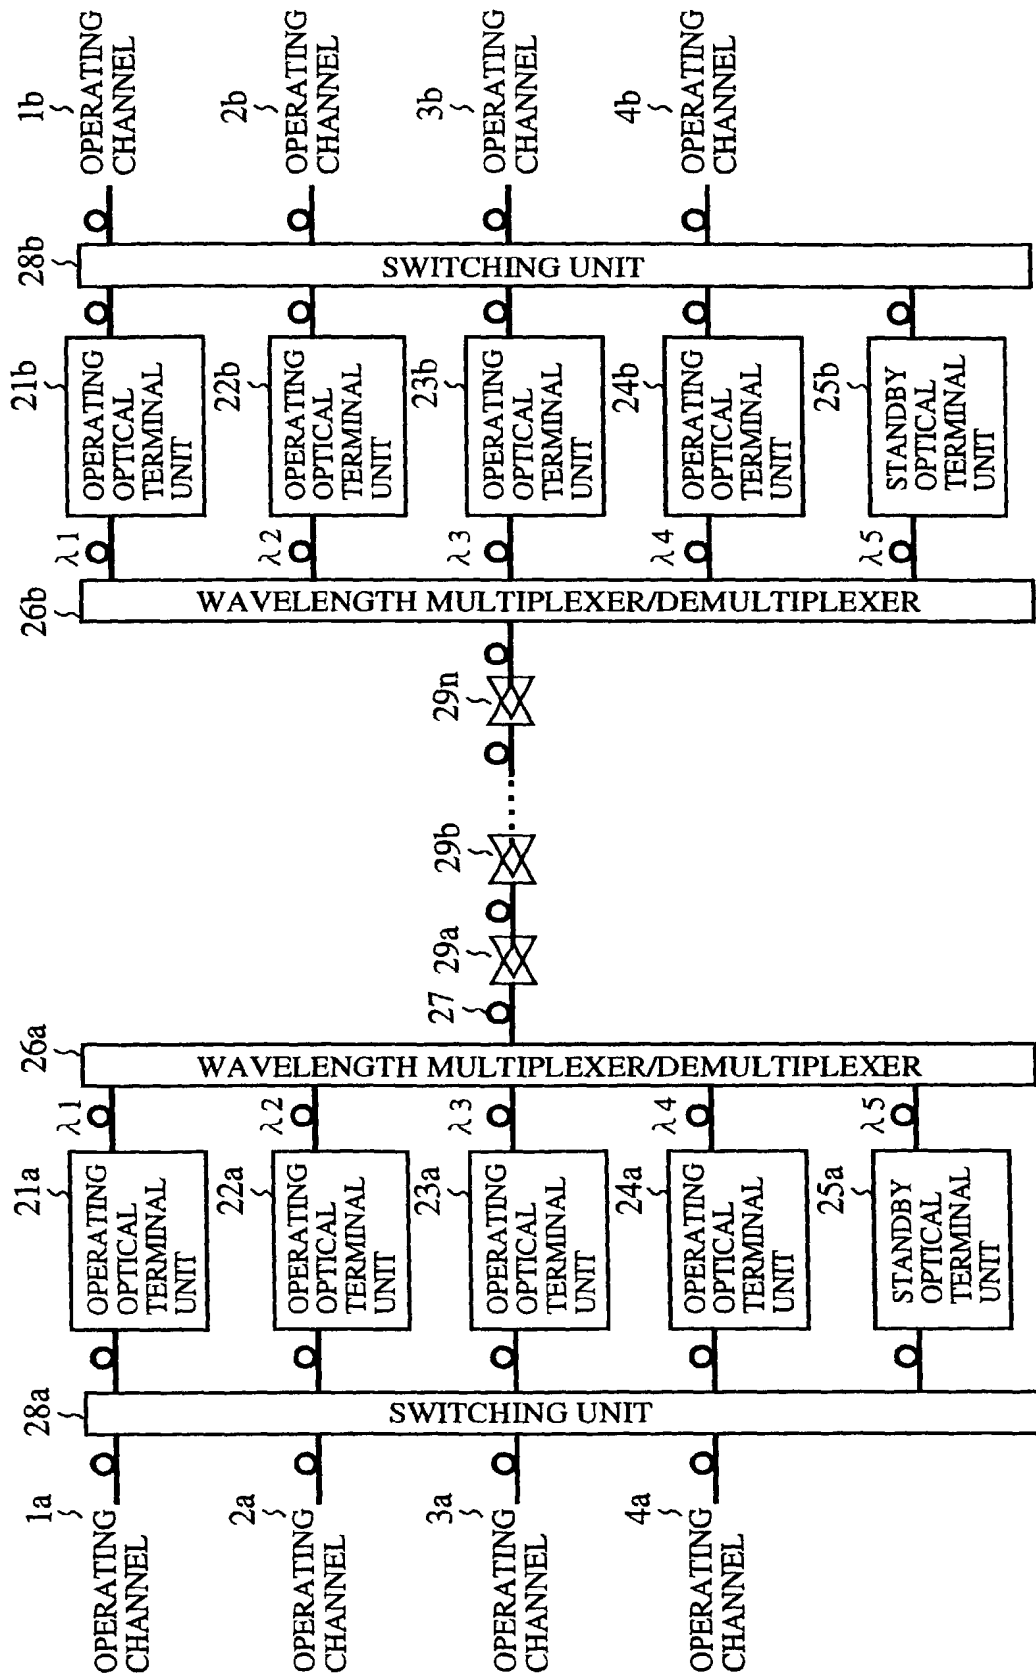 1a
OPERATING
CHANNEL
2a
OPERATING
CHANNEL
3a
OPERATING
CHANNEL
4a
OPERATING
CHANNEL
28a
SWITCHING UNIT
21a
OPERATING
OPTICAL
TERMINAL
UNIT
22a
OPERATING
OPTICAL
TERMINAL
UNIT
23a
OPERATING
OPTICAL
TERMINAL
UNIT
24a
OPERATING
OPTICAL
TERMINAL
UNIT
25a
STANDBY
OPTICAL
TERMINAL
UNIT
λ1
λ2
λ3
λ4
λ5
26a
WAVELENGTH MULTIPLEXER/DEMULTIPLEXER
27
29a
29b
29n
26b
WAVELENGTH MULTIPLEXER/DEMULTIPLEXER
λ1
λ2
λ3
λ4
λ5
21b
OPERATING
OPTICAL
TERMINAL
UNIT
22b
OPERATING
OPTICAL
TERMINAL
UNIT
23b
OPERATING
OPTICAL
TERMINAL
UNIT
24b
OPERATING
OPTICAL
TERMINAL
UNIT
25b
STANDBY
OPTICAL
TERMINAL
UNIT
28b
SWITCHING UNIT
1b
OPERATING
CHANNEL
2b
OPERATING
CHANNEL
3b
OPERATING
CHANNEL
4b
OPERATING
CHANNEL